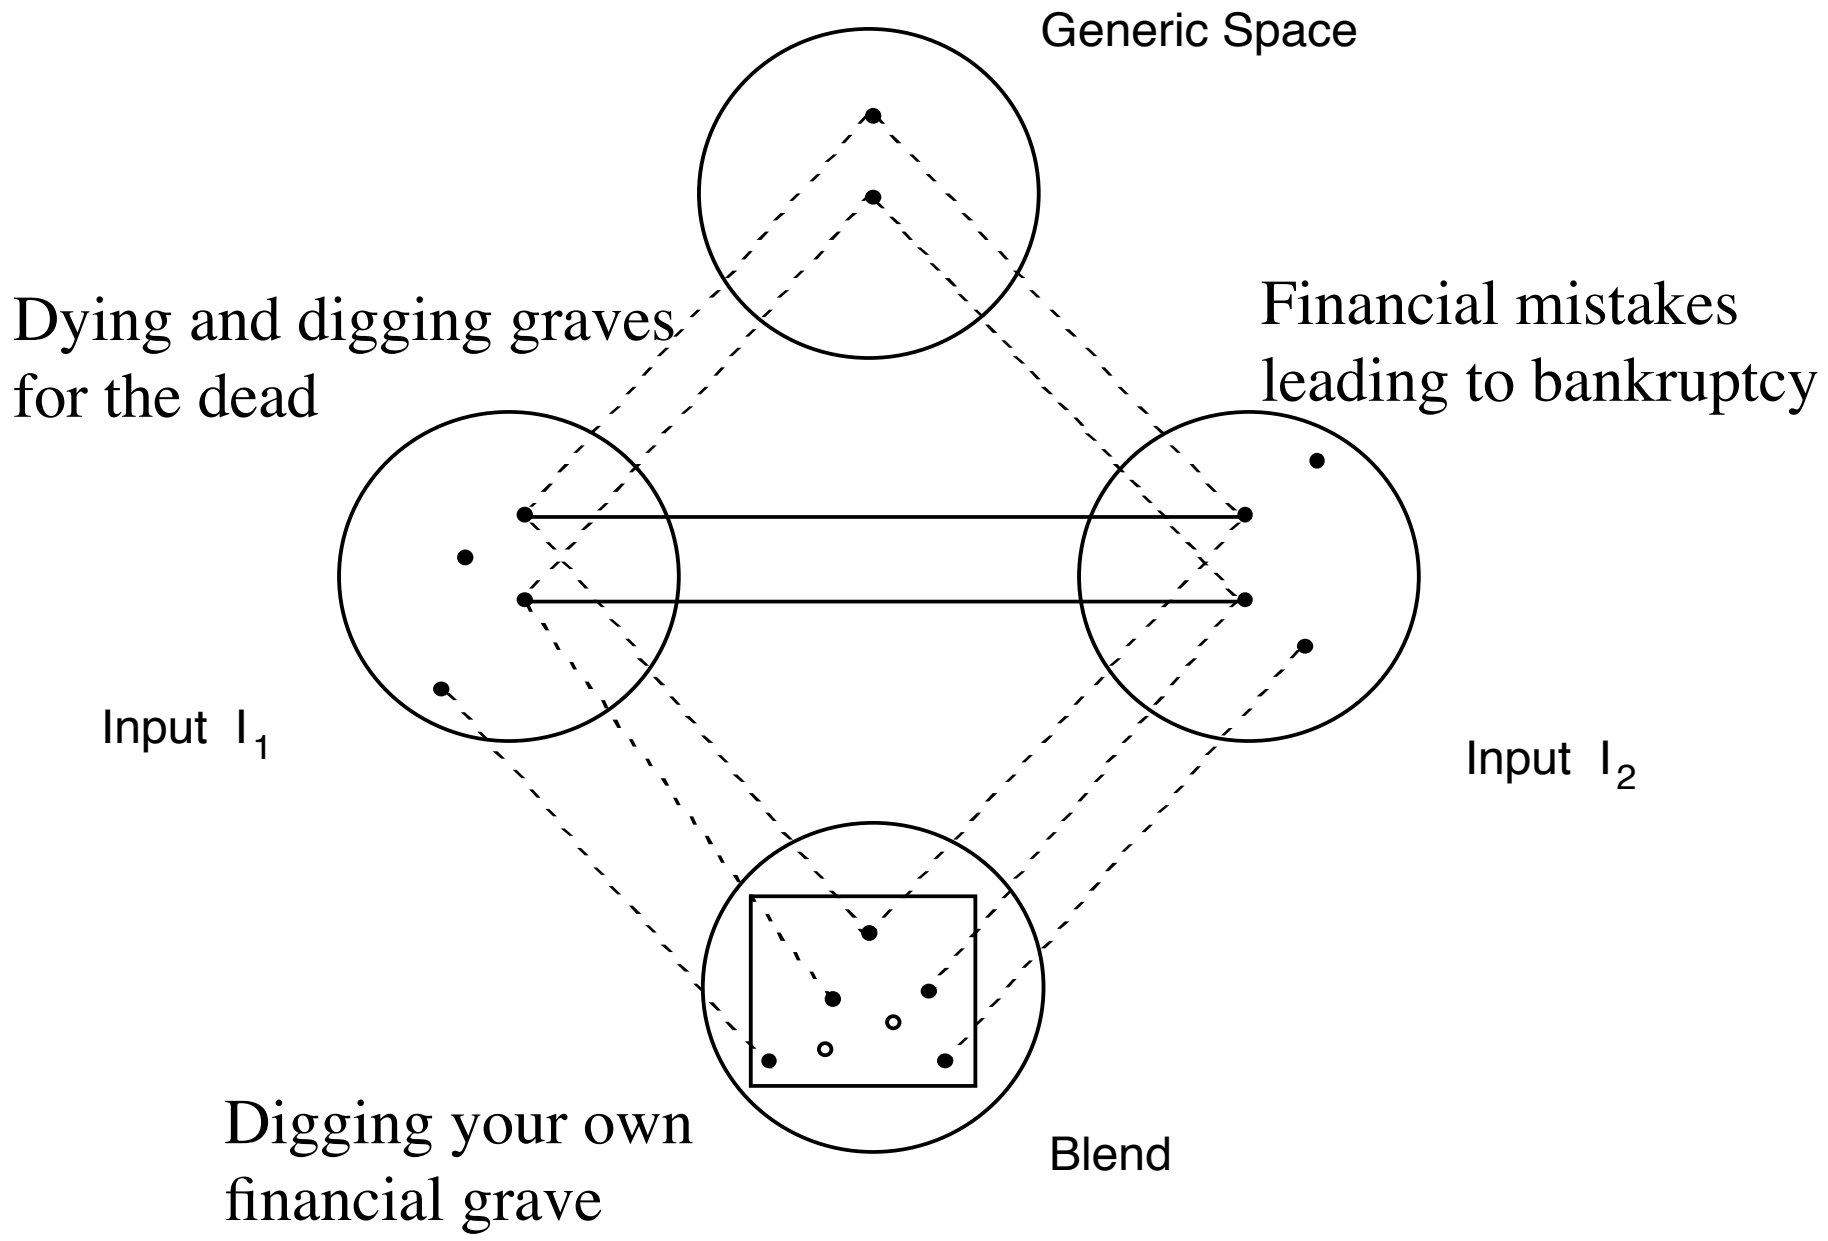 Generic Space
Dying and digging graves
for the dead
Financial mistakes
leading to bankruptcy
Input I1
Input I2
Digging your own
financial grave
Blend